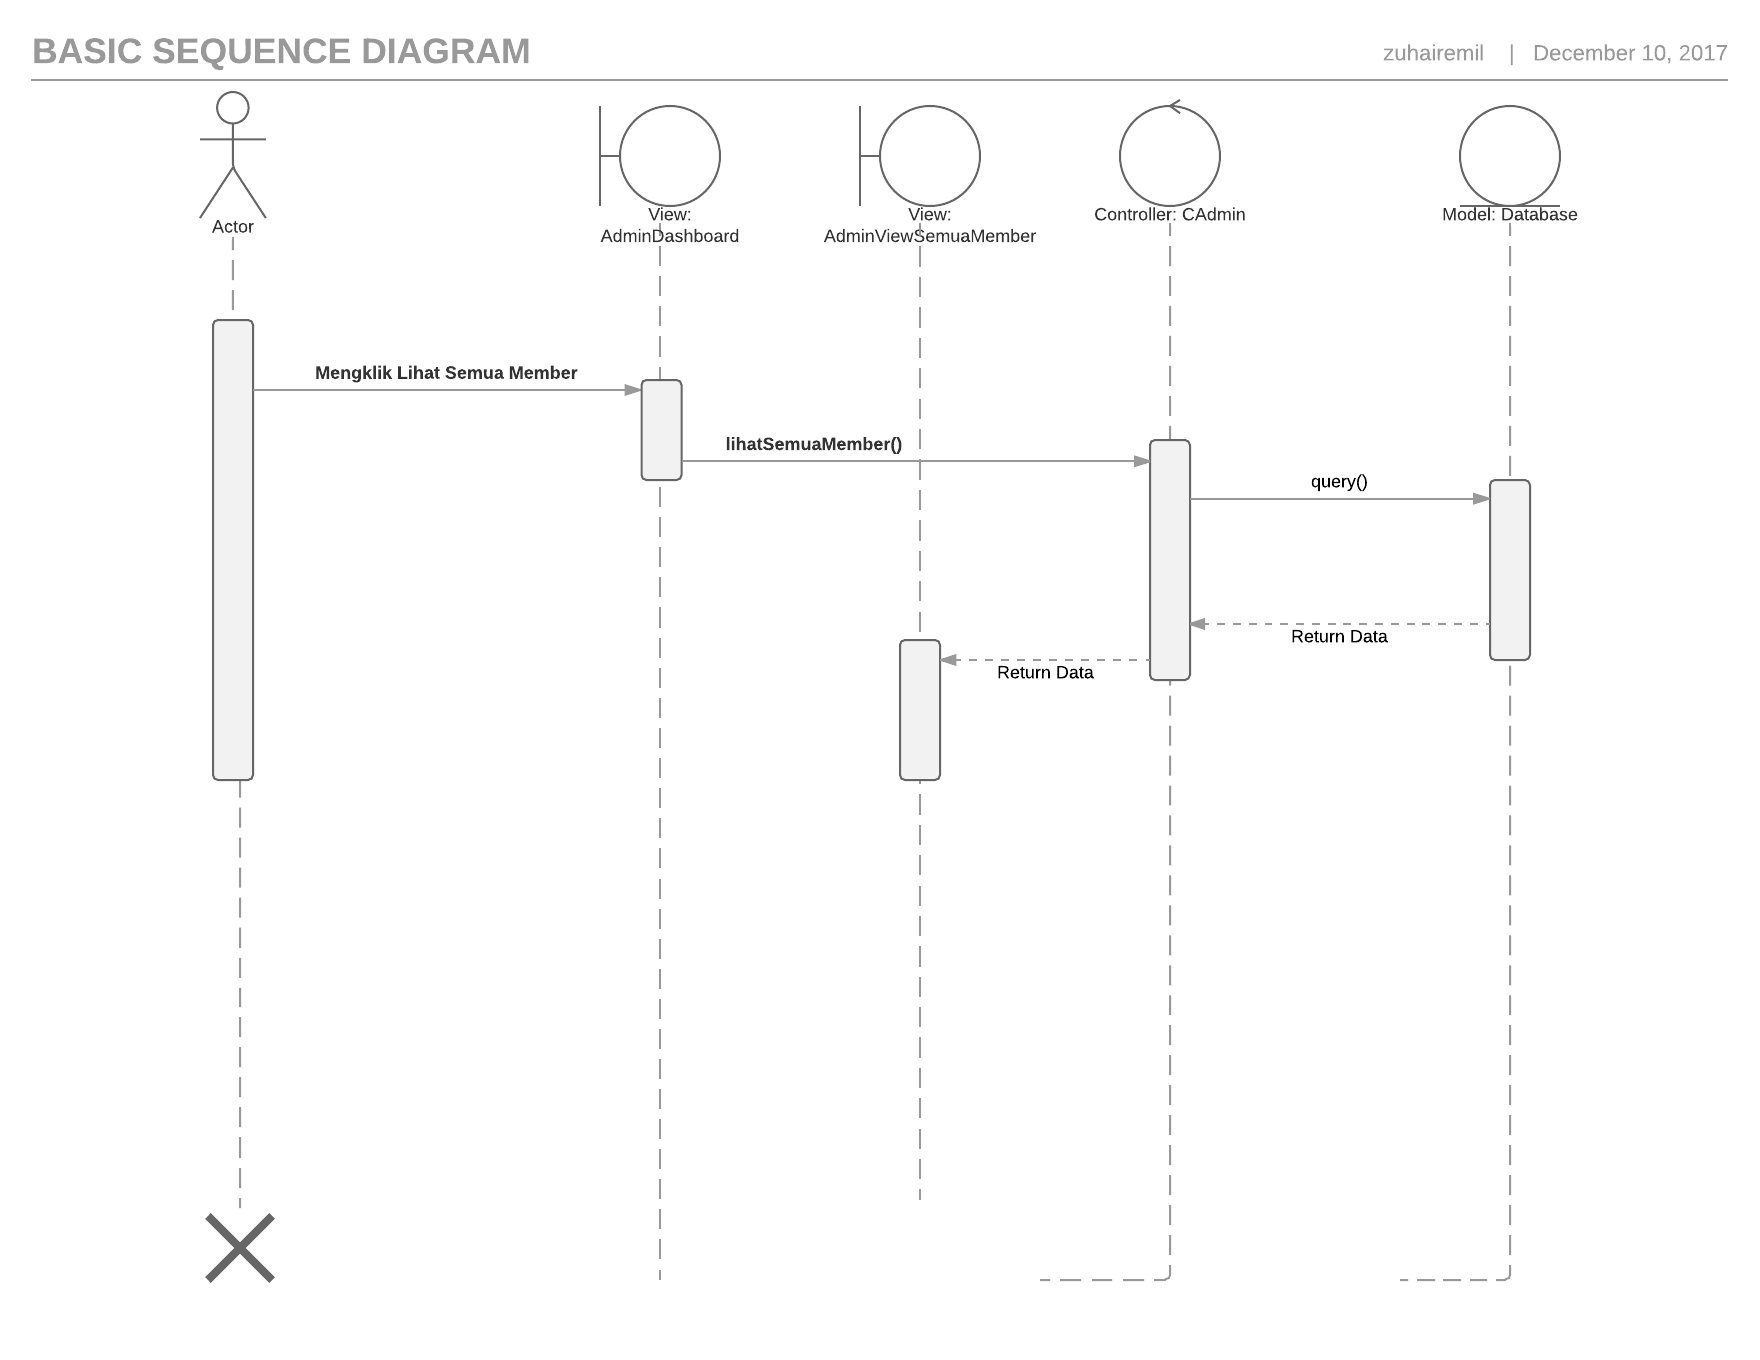 BASIC SEQUENCE DIAGRAM
zuhairemil | December 10, 2017
Actor
View:
AdminDashboard
View:
AdminViewSemuaMember
Controller: CAdmin
Model: Database
Mengklik Lihat Semua Member
lihatSemuaMember()
query()
Return Data
Return Data